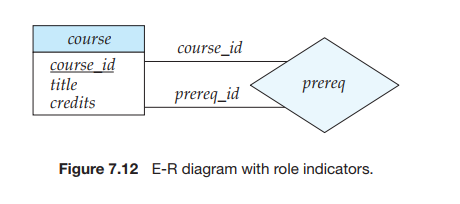 course
course_id
title
credits
course_id
prereq_id
prereq
Figure 7.12 E-R diagram with role indicators.